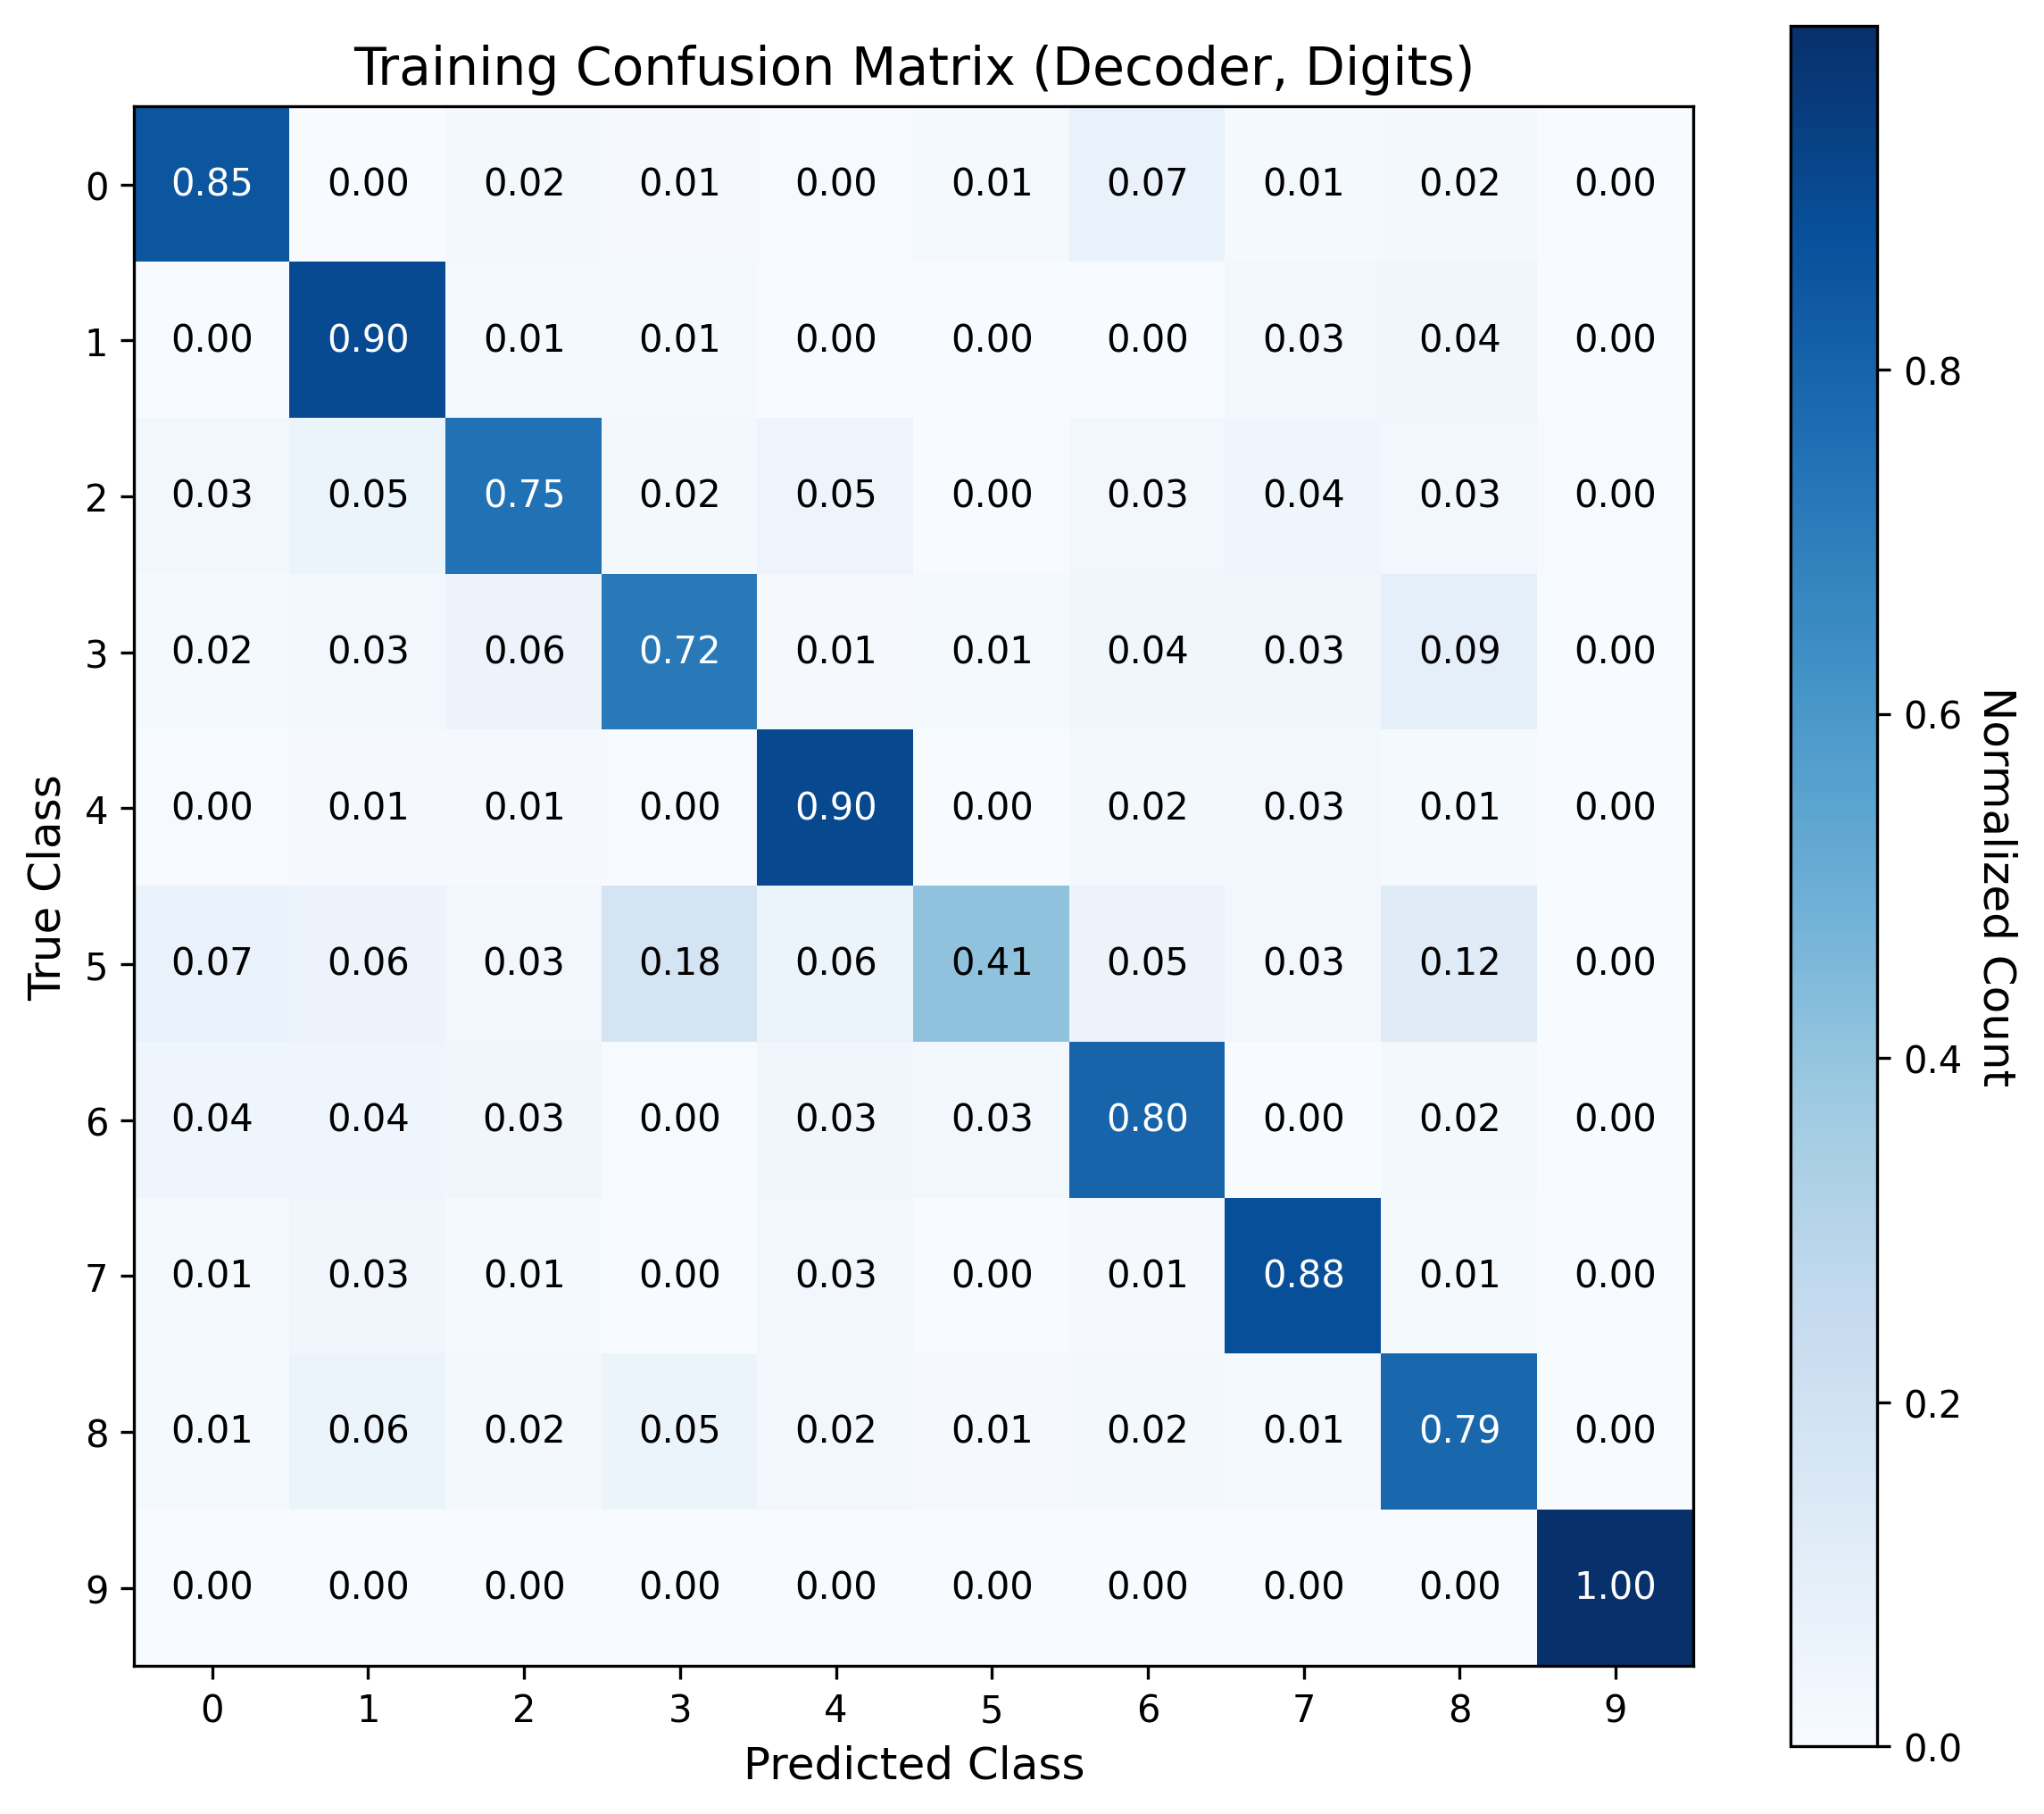 Training Confusion Matrix (Decoder, Digits)
0 0.85 0.00 0.02 0.01 0.00 0.01 0.07 0.01 0.02 0.00
1 0.00 0.90 0.01 0.01 0.00 0.00 0.00 0.03 0.04 0.00
2 0.03 0.05 0.75 0.02 0.05 0.00 0.03 0.04 0.03 0.00
3 0.02 0.03 0.06 0.72 0.01 0.01 0.04 0.03 0.09 0.00
4 0.00 0.01 0.01 0.00 0.90 0.00 0.02 0.03 0.01 0.00
5 0.07 0.06 0.03 0.18 0.06 0.41 0.05 0.03 0.12 0.00
6 0.04 0.04 0.03 0.00 0.03 0.03 0.80 0.00 0.02 0.00
7 0.01 0.03 0.01 0.00 0.03 0.00 0.01 0.88 0.01 0.00
8 0.01 0.06 0.02 0.05 0.02 0.01 0.02 0.01 0.79 0.00
9 0.00 0.00 0.00 0.00 0.00 0.00 0.00 0.00 0.00 1.00
0 1 2 3 4 5 6 7 8 9
Predicted Class
True Class
0.8
0.6
0.4
0.2
0.0
Normalized Count